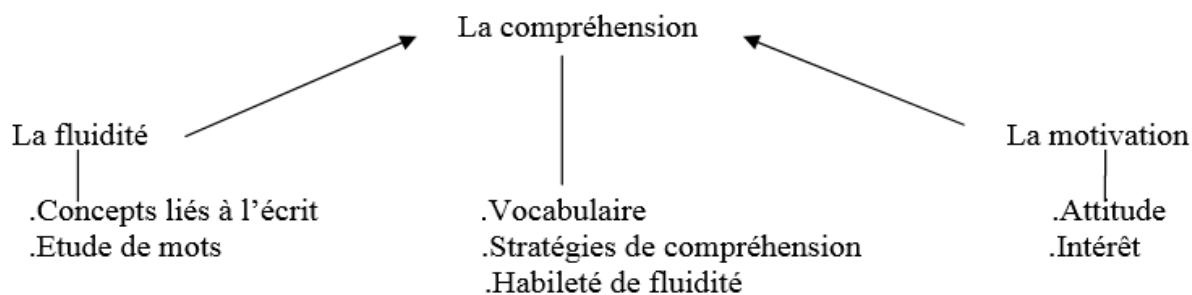 La compréhension
La fluidité
La motivation
.Concepts liés à l'écrit
.Etude de mots
.Vocabulaire
.Stratégies de compréhension
.Habileté de fluidité
.Attitude
.Intérêt